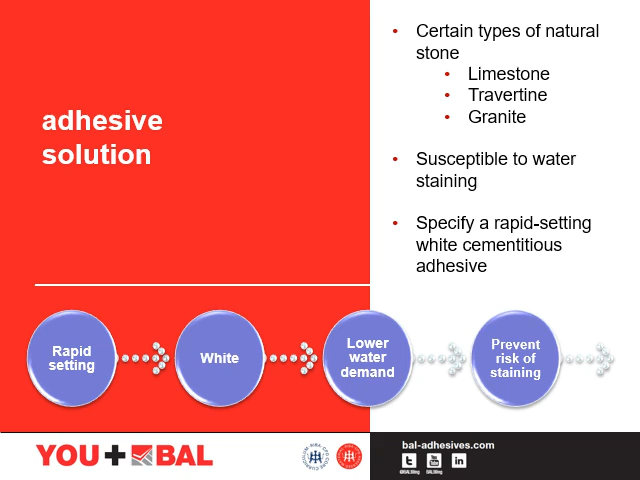 adhesive
solution
• Certain types of natural
stone
• Limestone
• Travertine
• Granite
• Susceptible to water
staining
• Specify a rapid-setting
white cementitious
adhesive
Rapid
setting
White
Lower
water
demand
Prevent
risk of
staining
YOU+BAL
bal-adhesives.com